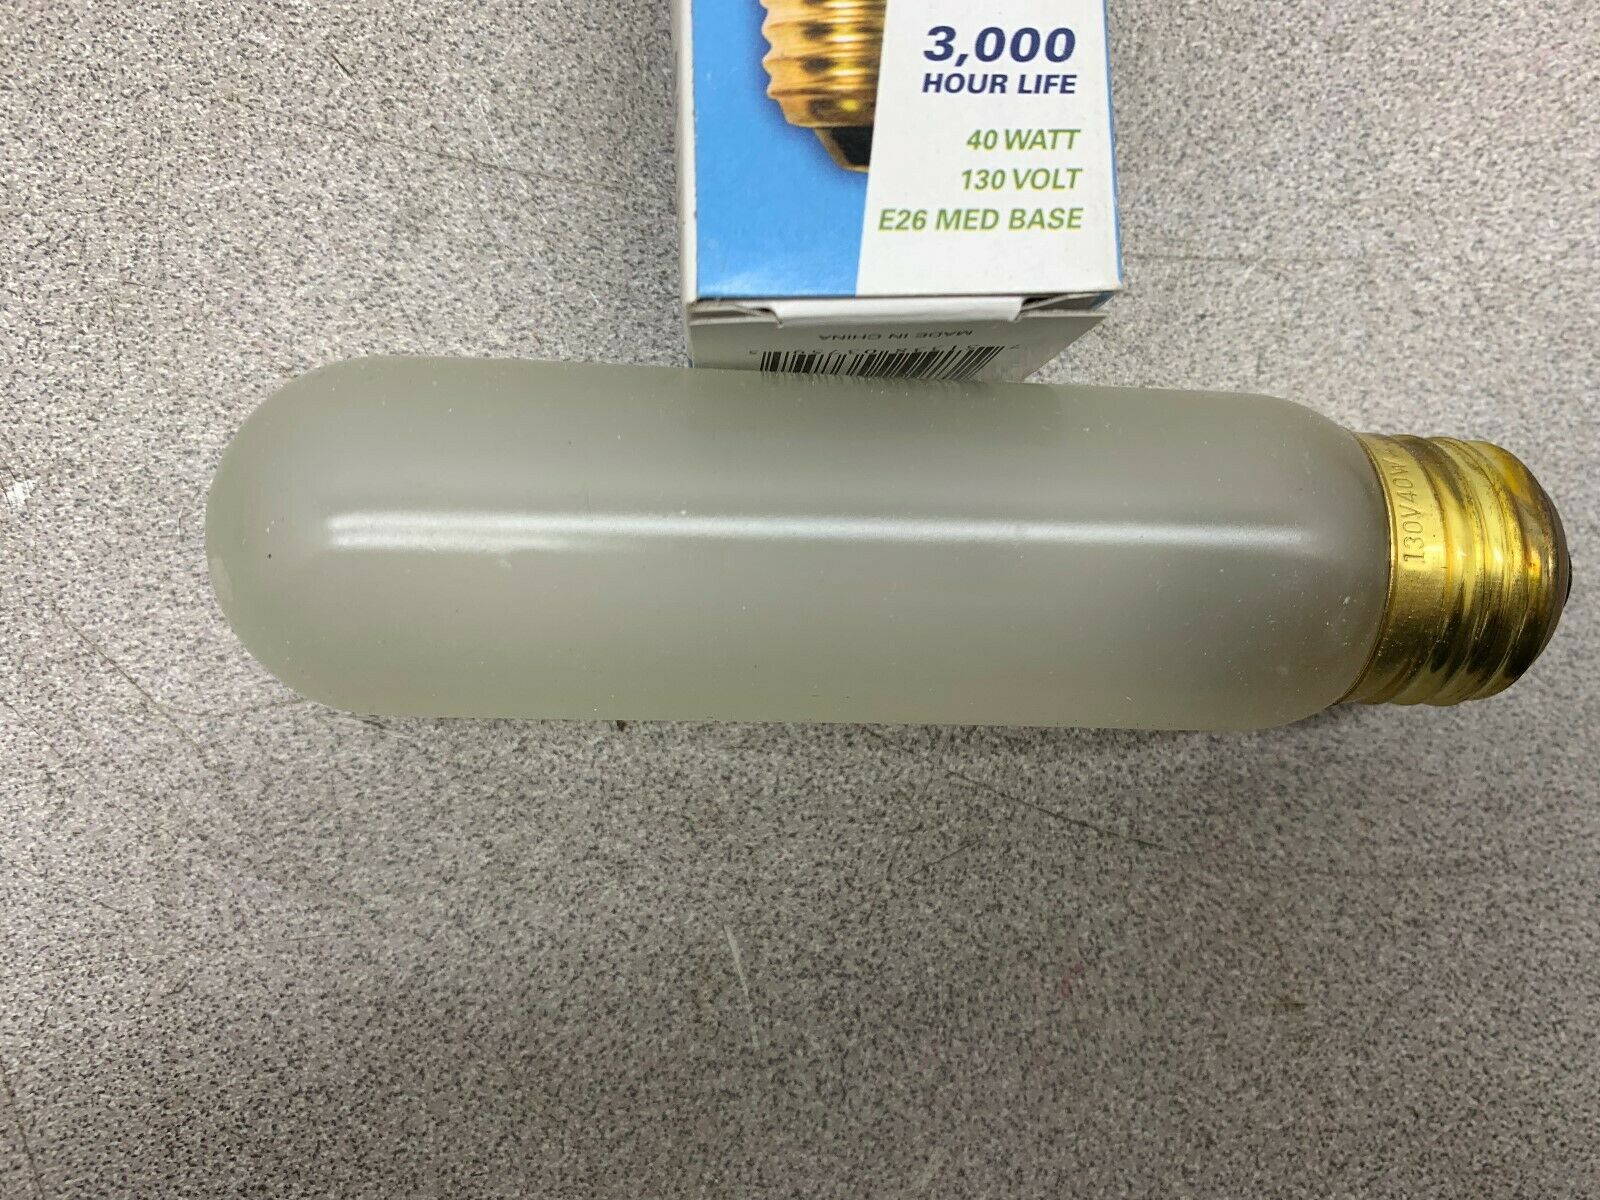 3,000
HOUR LIFE
40 WATT
130 VOLT
E26 MED BASE
MADE IN CHINA
130V40W